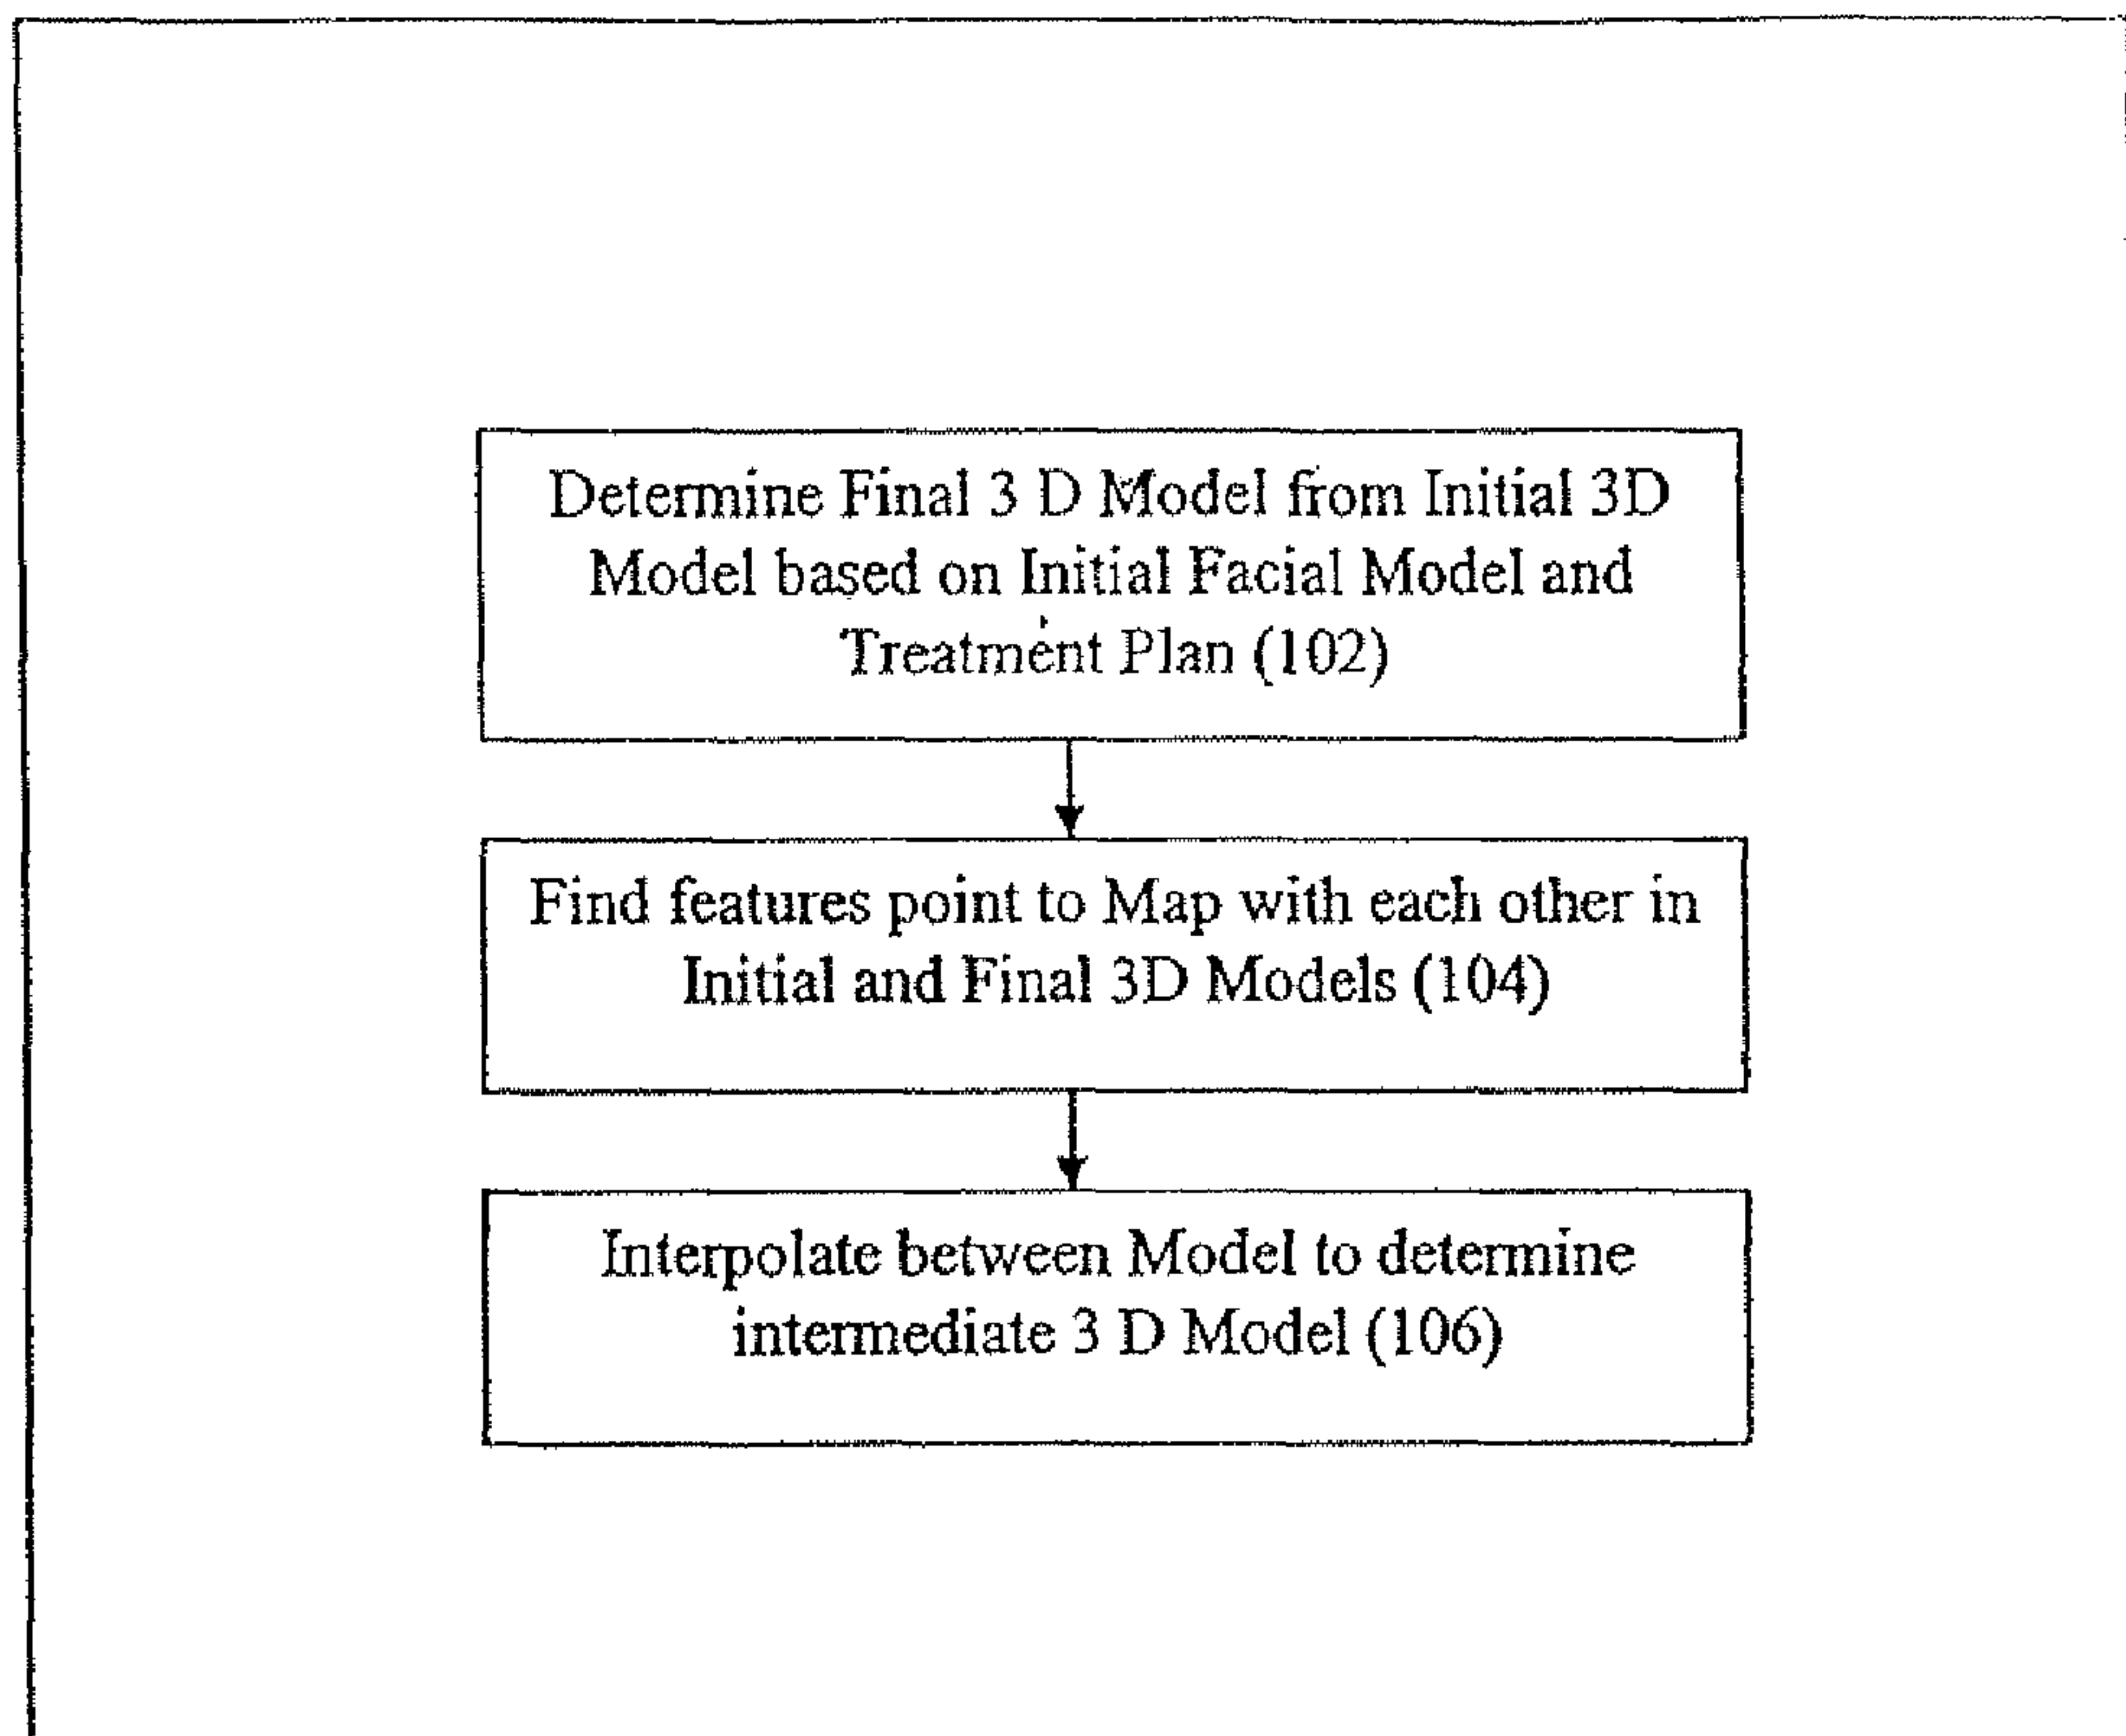 Determine Final 3 D Model from Initial 3D
Model based on Initial Facial Model and
Treatment Plan (102)
Find features point to Map with each other in
Initial and Final 3D Models (104)
Interpolate between Model to determine
intermediate 3 D Model (106)